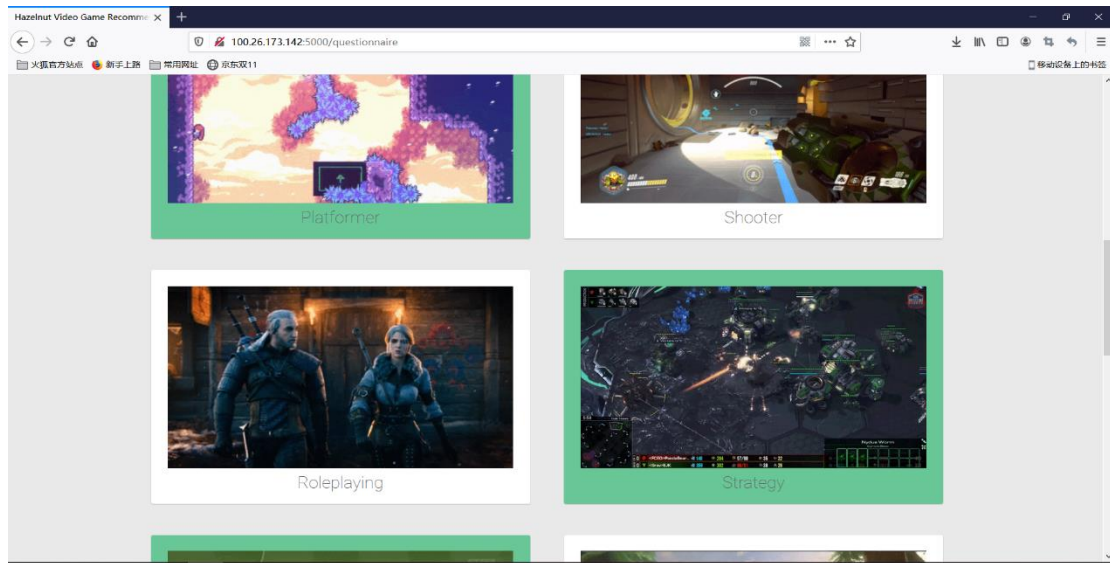 Hazelnut Video Game Recomme
100.26.173.142:5000/questionnaire
火狐官方站点 新手上路 常用网址 京东双11 移动设备上的书签
Platformer
Shooter
Roleplaying
Strategy